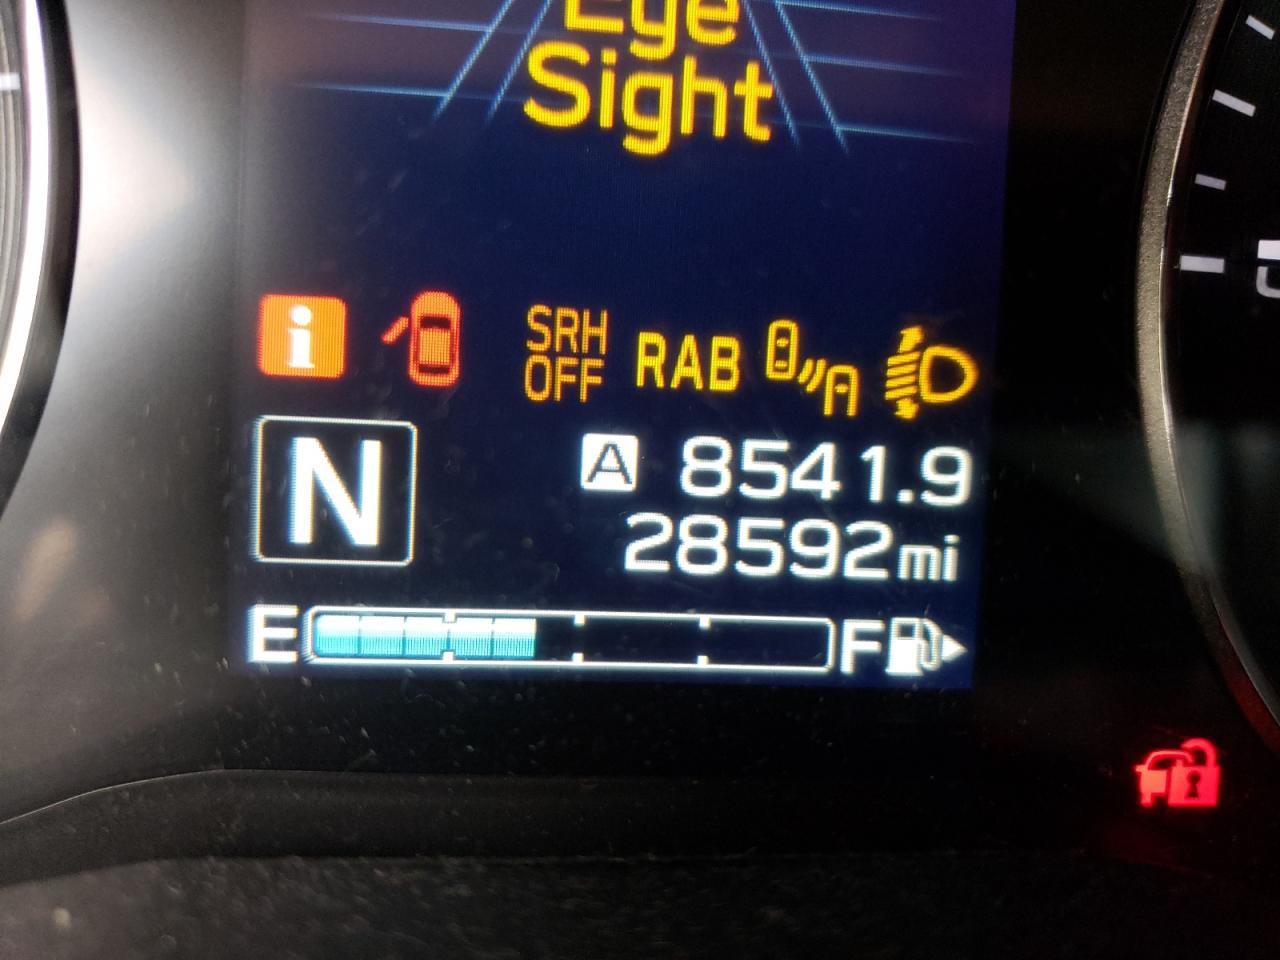 Eye
Sight
i
SRH
OFF
RAB
A
N
A 8541.9
28592mi
E
F